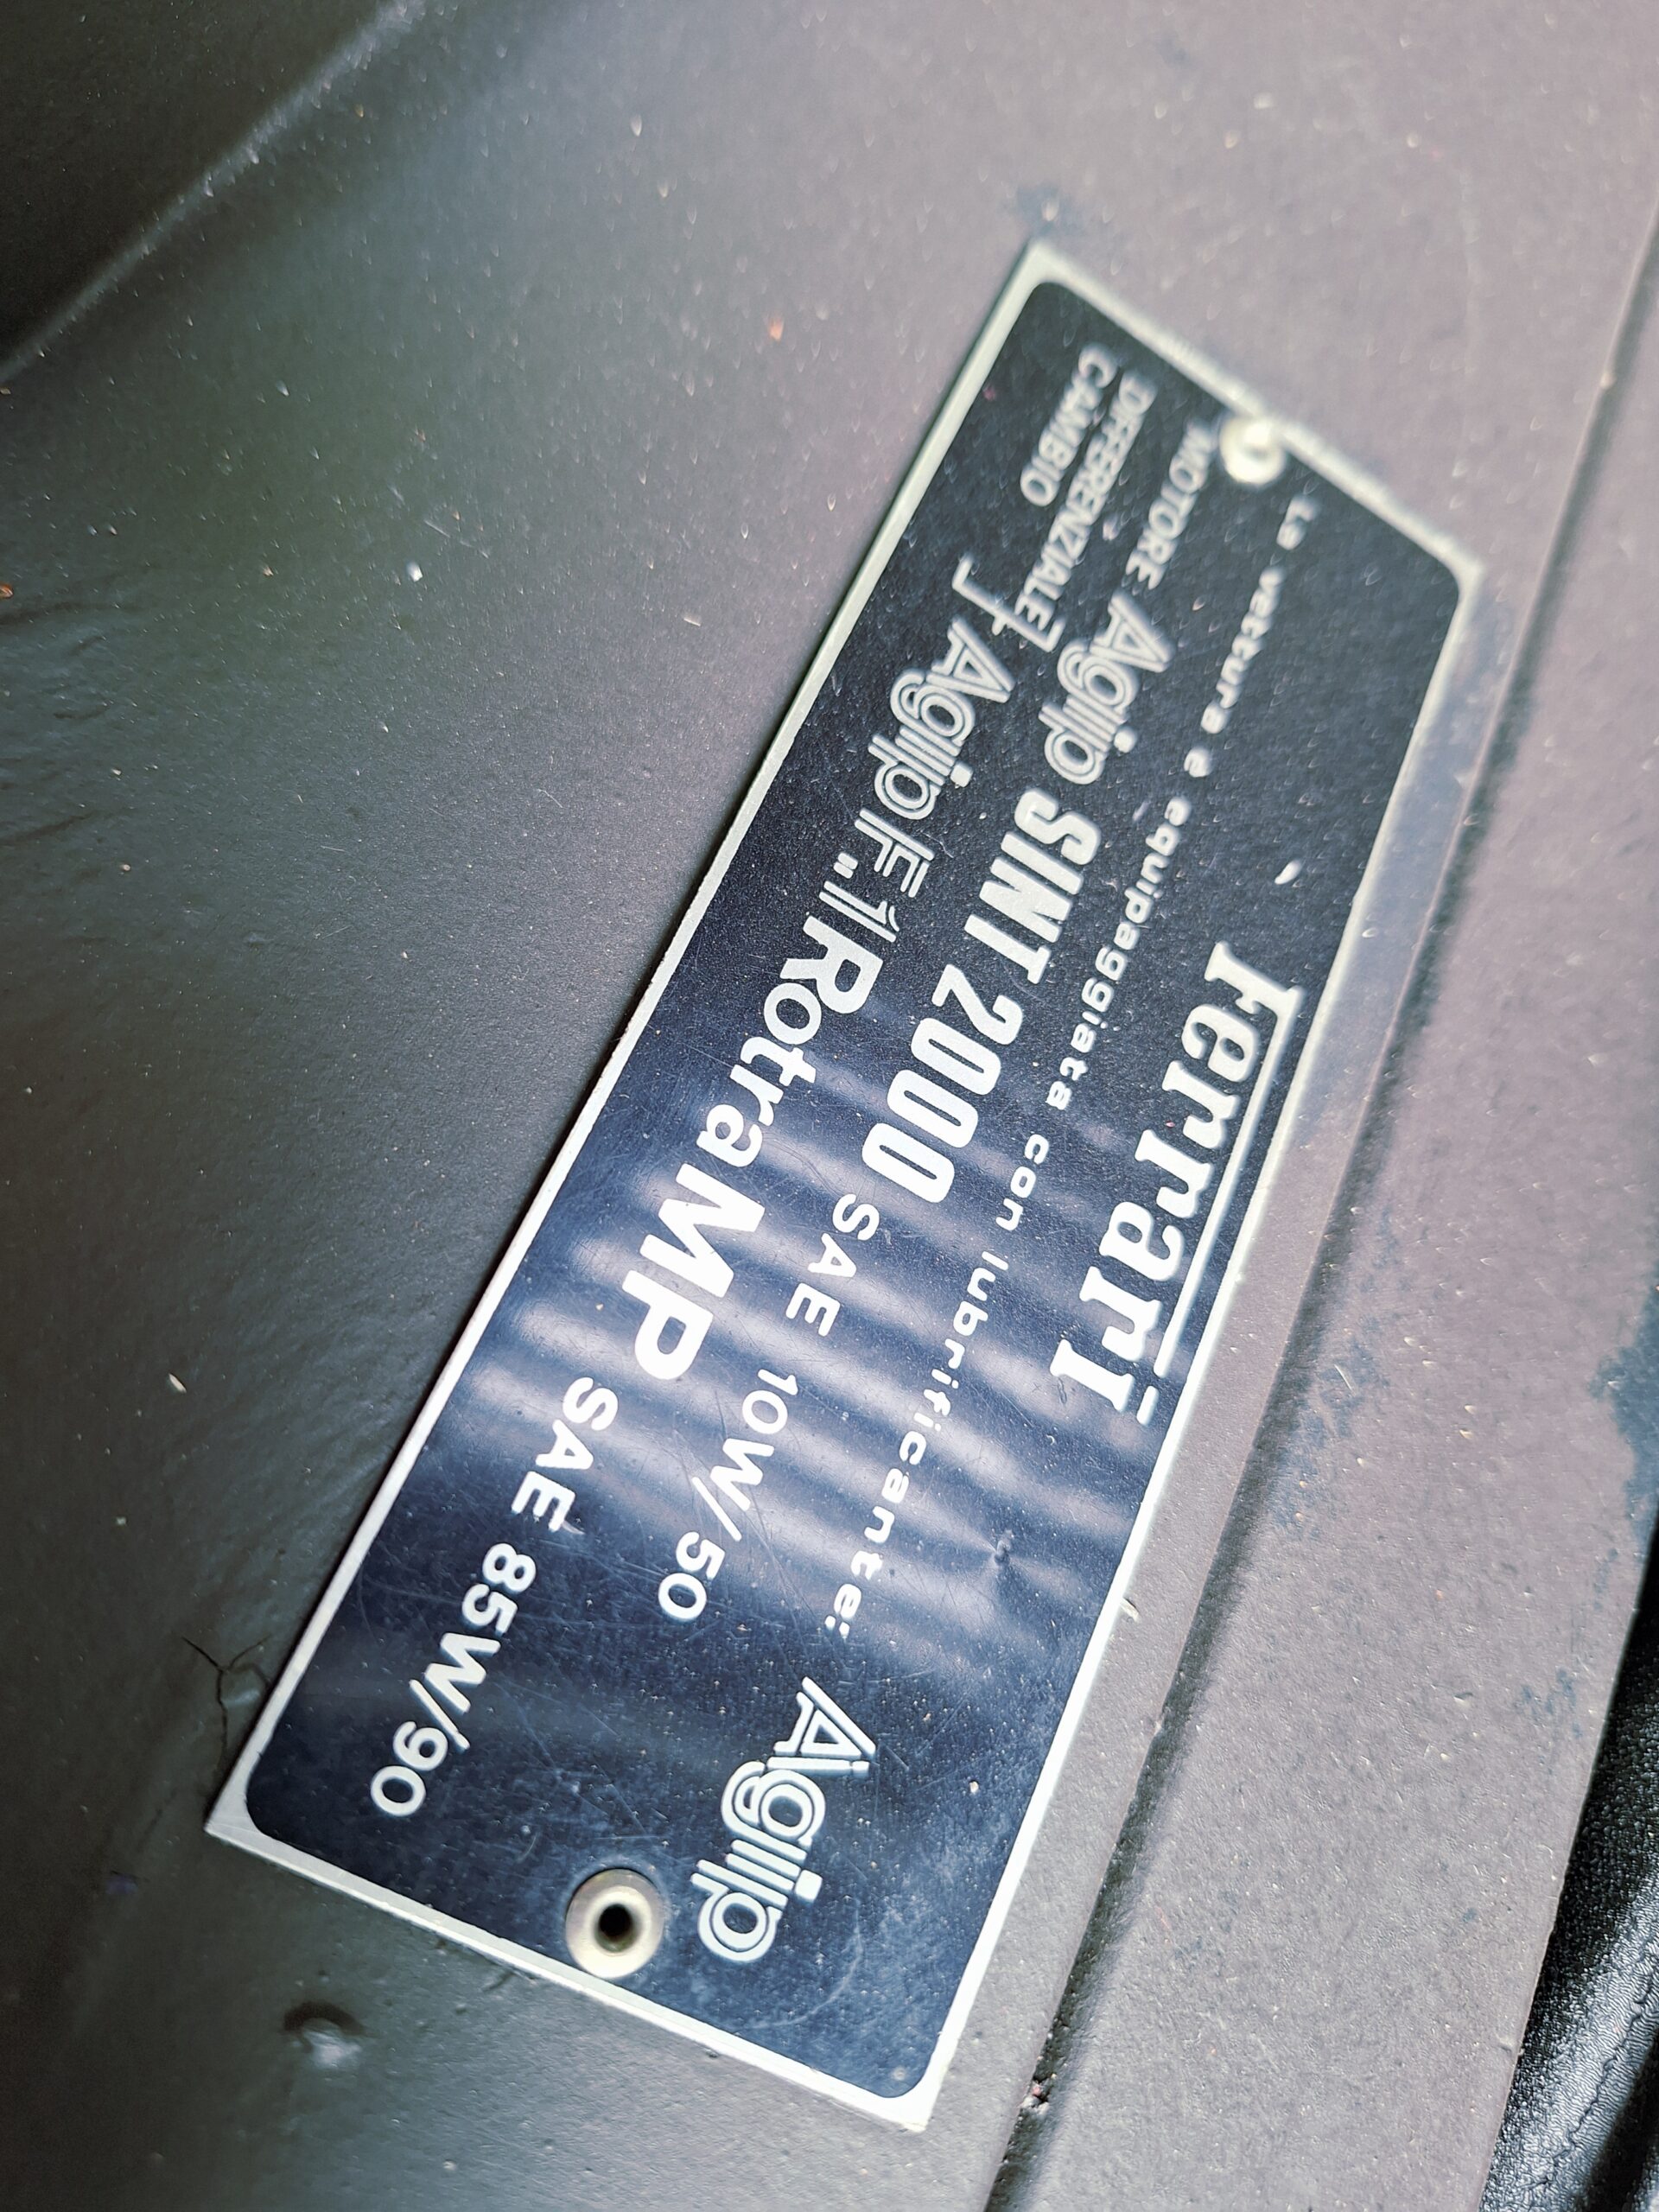 Ferrari
La vettura e equipaggiata con lubrificante: Agip
MOTORE Agip SINT 2000 SAE 10W/50
DIFFERENZIALE
CAMBIO
Agip F.1 Rotra MP SAE 85W/90